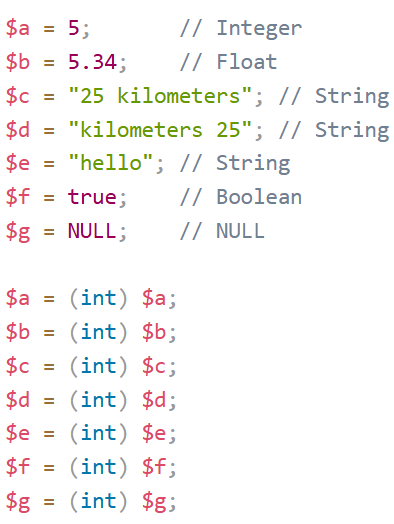 $a = 5;       // Integer
$b = 5.34;    // Float
$c = "25 kilometers"; // String
$d = "kilometers 25"; // String
$e = "hello"; // String
$f = true;    // Boolean
$g = NULL;    // NULL

$a = (int) $a;
$b = (int) $b;
$c = (int) $c;
$d = (int) $d;
$e = (int) $e;
$f = (int) $f;
$g = (int) $g;